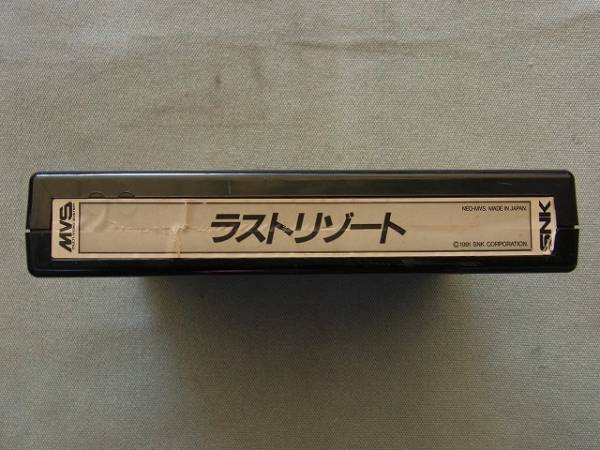 MVS
ラストリゾート
NEO-MVS. MADE IN JAPAN.
©1991 SNK CORPORATION.
SNK